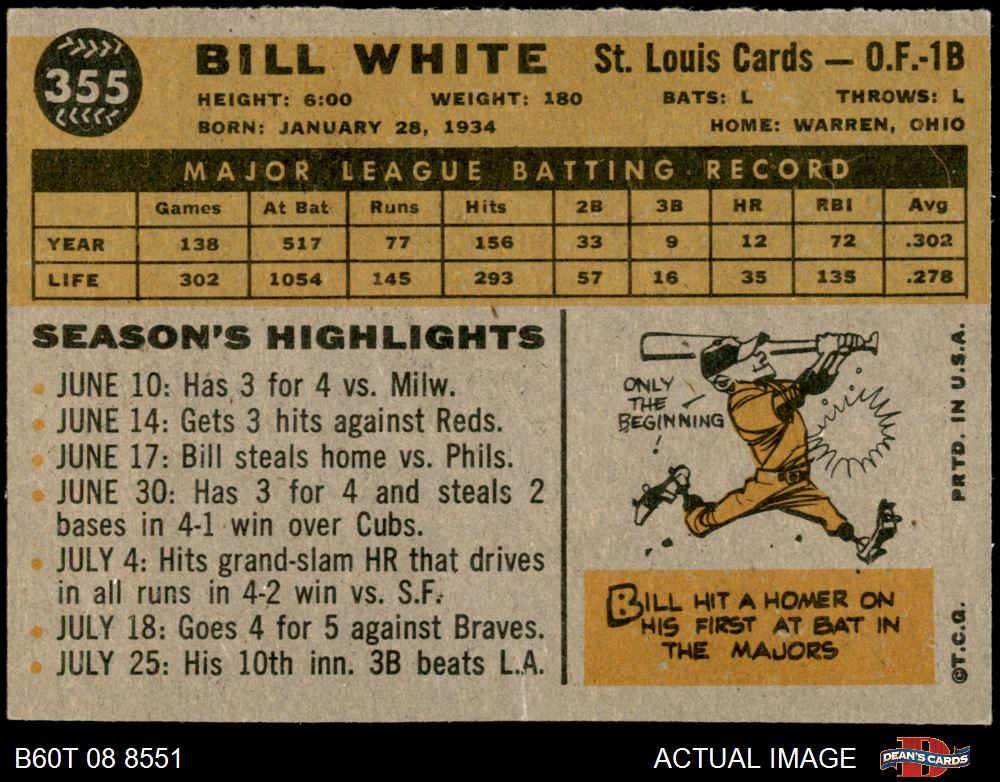 355
BILL WHITE St. Louis Cards — O.F.-1B
HEIGHT: 6:00 WEIGHT: 180 BATS: L THROWS: L
BORN: JANUARY 28, 1934 HOME: WARREN, OHIO
MAJOR LEAGUE BATTING RECORD
Games At Bat Runs Hits 2B 3B HR RBI Avg
YEAR 138 517 77 156 33 9 12 72 .302
LIFE 302 1054 145 293 57 16 35 135 .278
SEASON'S HIGHLIGHTS
JUNE 10: Has 3 for 4 vs. Milw.
JUNE 14: Gets 3 hits against Reds.
JUNE 17: Bill steals home vs. Phils.
JUNE 30: Has 3 for 4 and steals 2
bases in 4-1 win over Cubs.
JULY 4: Hits grand-slam HR that drives
in all runs in 4-2 win vs. S.F.
JULY 18: Goes 4 for 5 against Braves.
JULY 25: His 10th inn. 3B beats L.A.
ONLY
THE
BEGINNING
!
BILL HIT A HOMER ON
HIS FIRST AT BAT IN
THE MAJORS
©T.C.G. PRTD. IN U.S.A.
B60T 08 8551 ACTUAL IMAGE DEAN'S CARDS